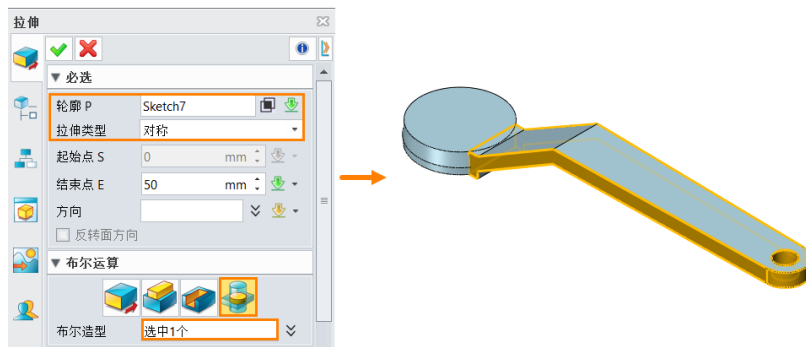 拉伸
▼ 必选
轮廓 P Sketch7
拉伸类型 对称
起始点 S 0 mm
结束点 E 50 mm
方向
反转面方向
▼ 布尔运算
布尔造型 选中1个